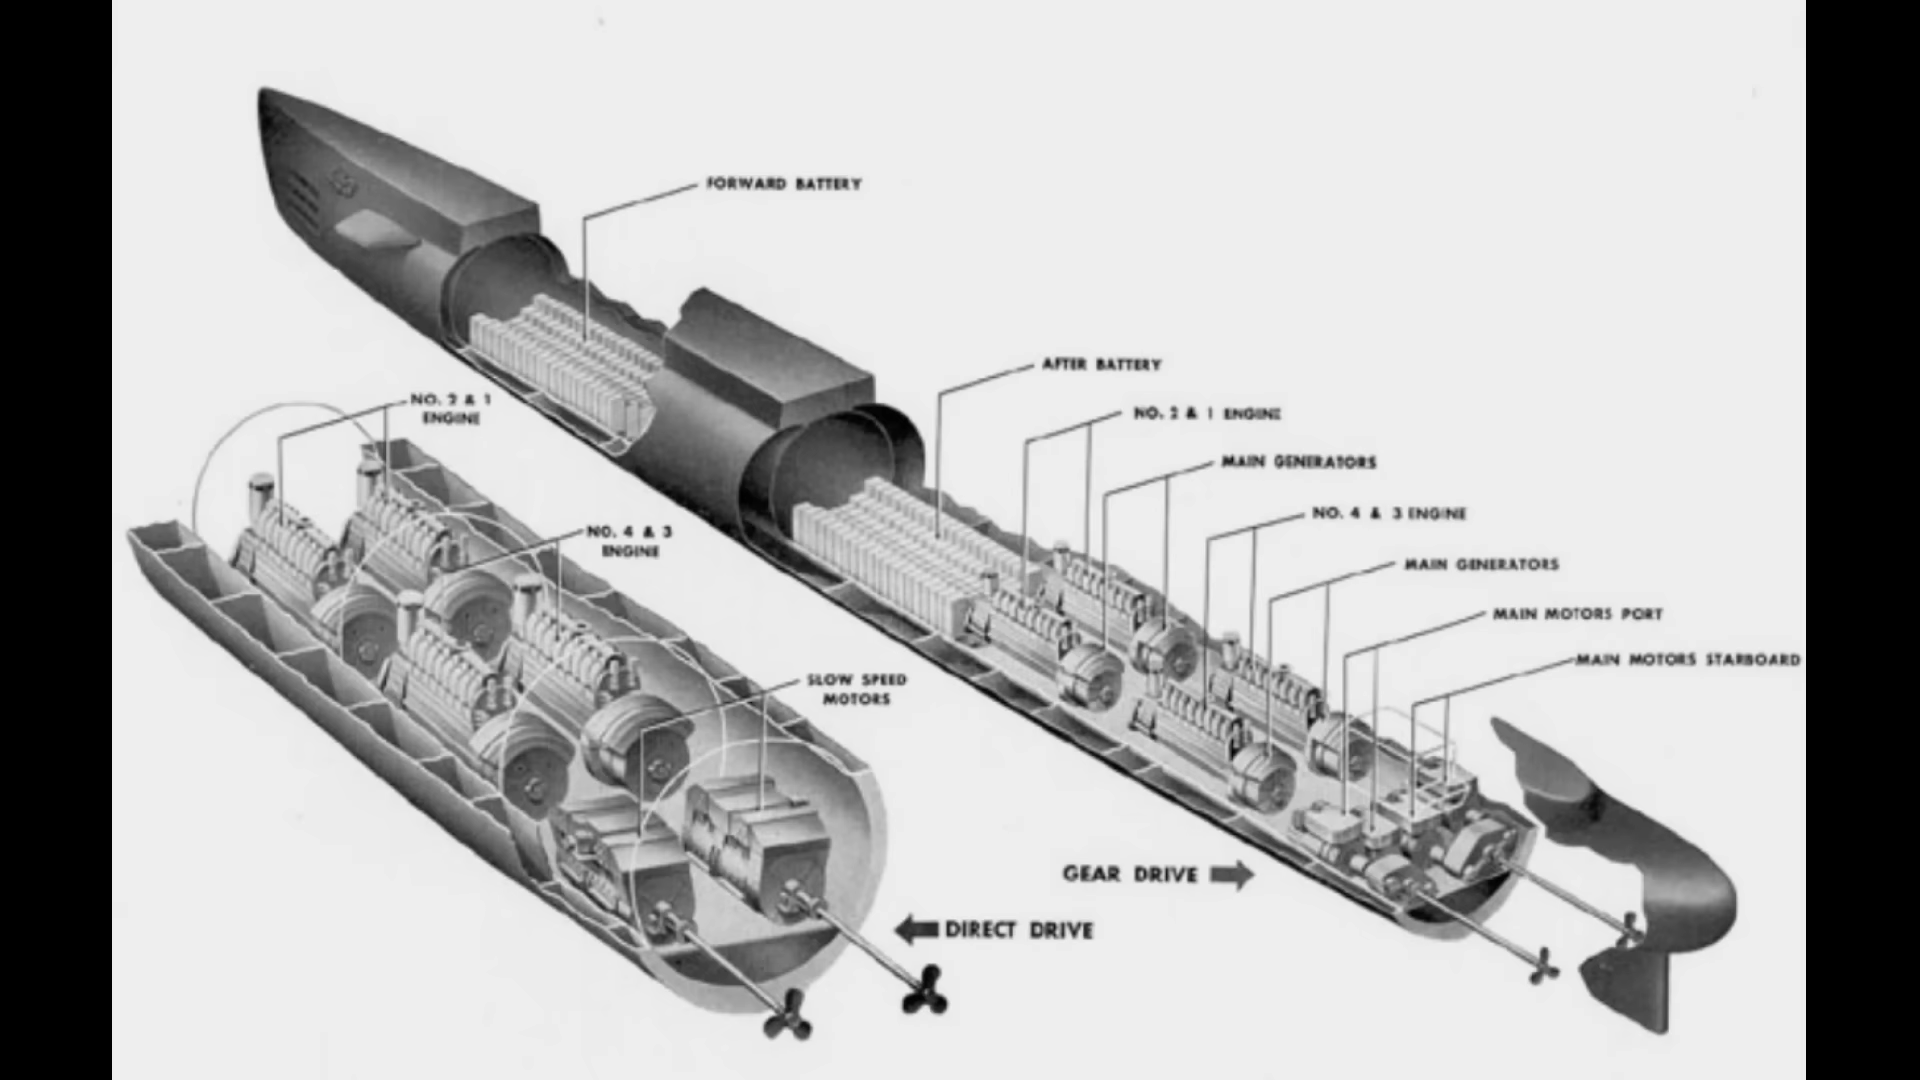 FORWARD BATTERY
AFTER BATTERY
NO. 2 & 1
ENGINE
NO. 2 & 1 ENGINE
MAIN GENERATORS
NO. 4 & 3 ENGINE
NO. 4 & 3
ENGINE
MAIN GENERATORS
MAIN MOTORS PORT
MAIN MOTORS STARBOARD
SLOW SPEED
MOTORS
GEAR DRIVE
DIRECT DRIVE